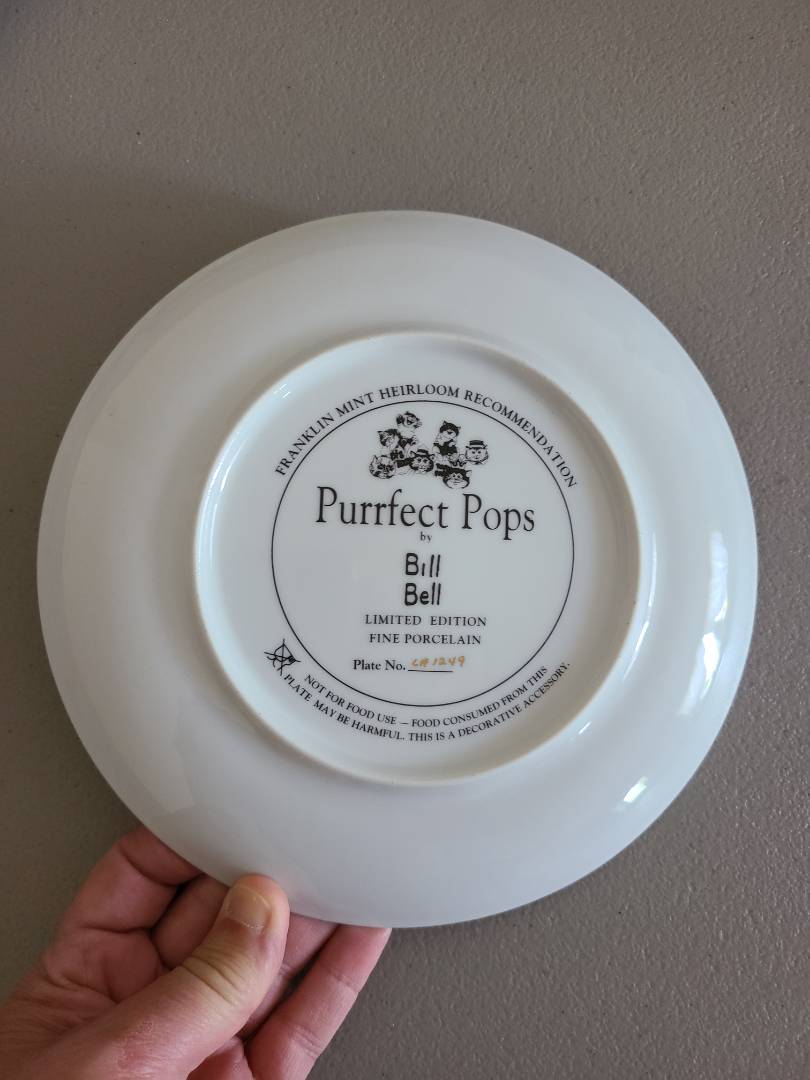 FRANKLIN MINT HEIRLOOM RECOMMENDATION
Purrfect Pops
by
Bill
Bell
LIMITED EDITION
FINE PORCELAIN
Plate No. CA1249
NOT FOR FOOD USE — FOOD CONSUMED FROM THIS
PLATE MAY BE HARMFUL. THIS IS A DECORATIVE ACCESSORY.